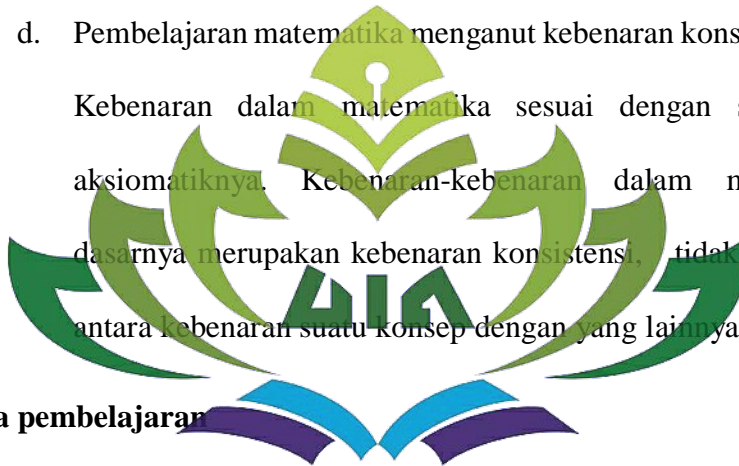 d. Pembelajaran matematika menganut kebenaran kons
Kebenaran dalam matematika sesuai dengan s
aksiomatiknya. Kebenaran-kebenaran dalam m
dasarnya merupakan kebenaran konsistensi, tidak
antara kebenaran suatu konsep dengan yang lainnya
UIN
a pembelajaran